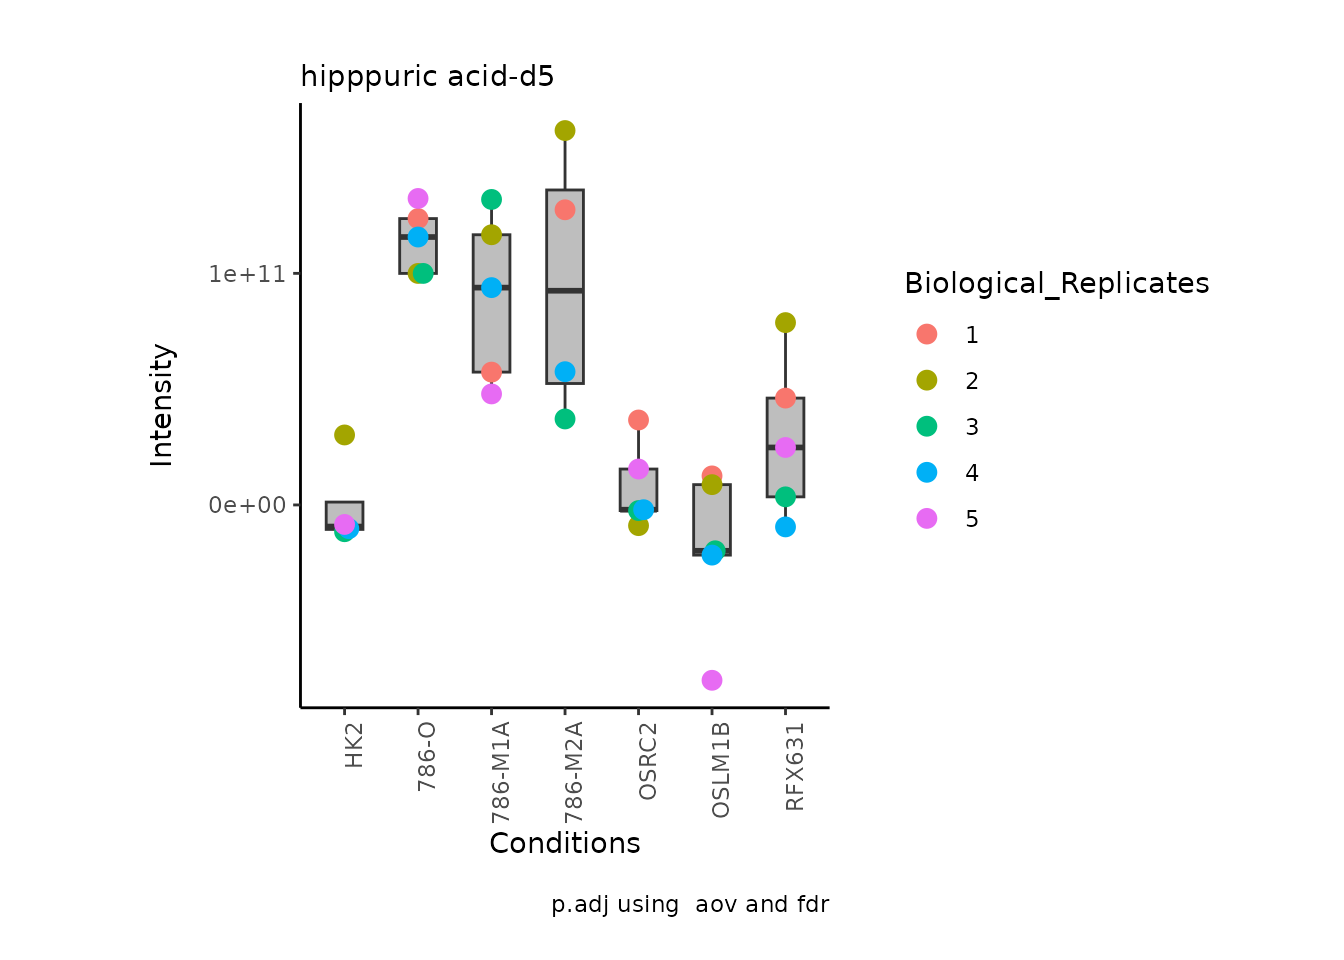 hipppuric acid-d5
Intensity
1e+11
0e+00
HK2
786-O
786-M1A
786-M2A
OSRC2
OSLM1B
RFX631
Conditions
Biological_Replicates
1
2
3
4
5
p.adj using  aov and fdr